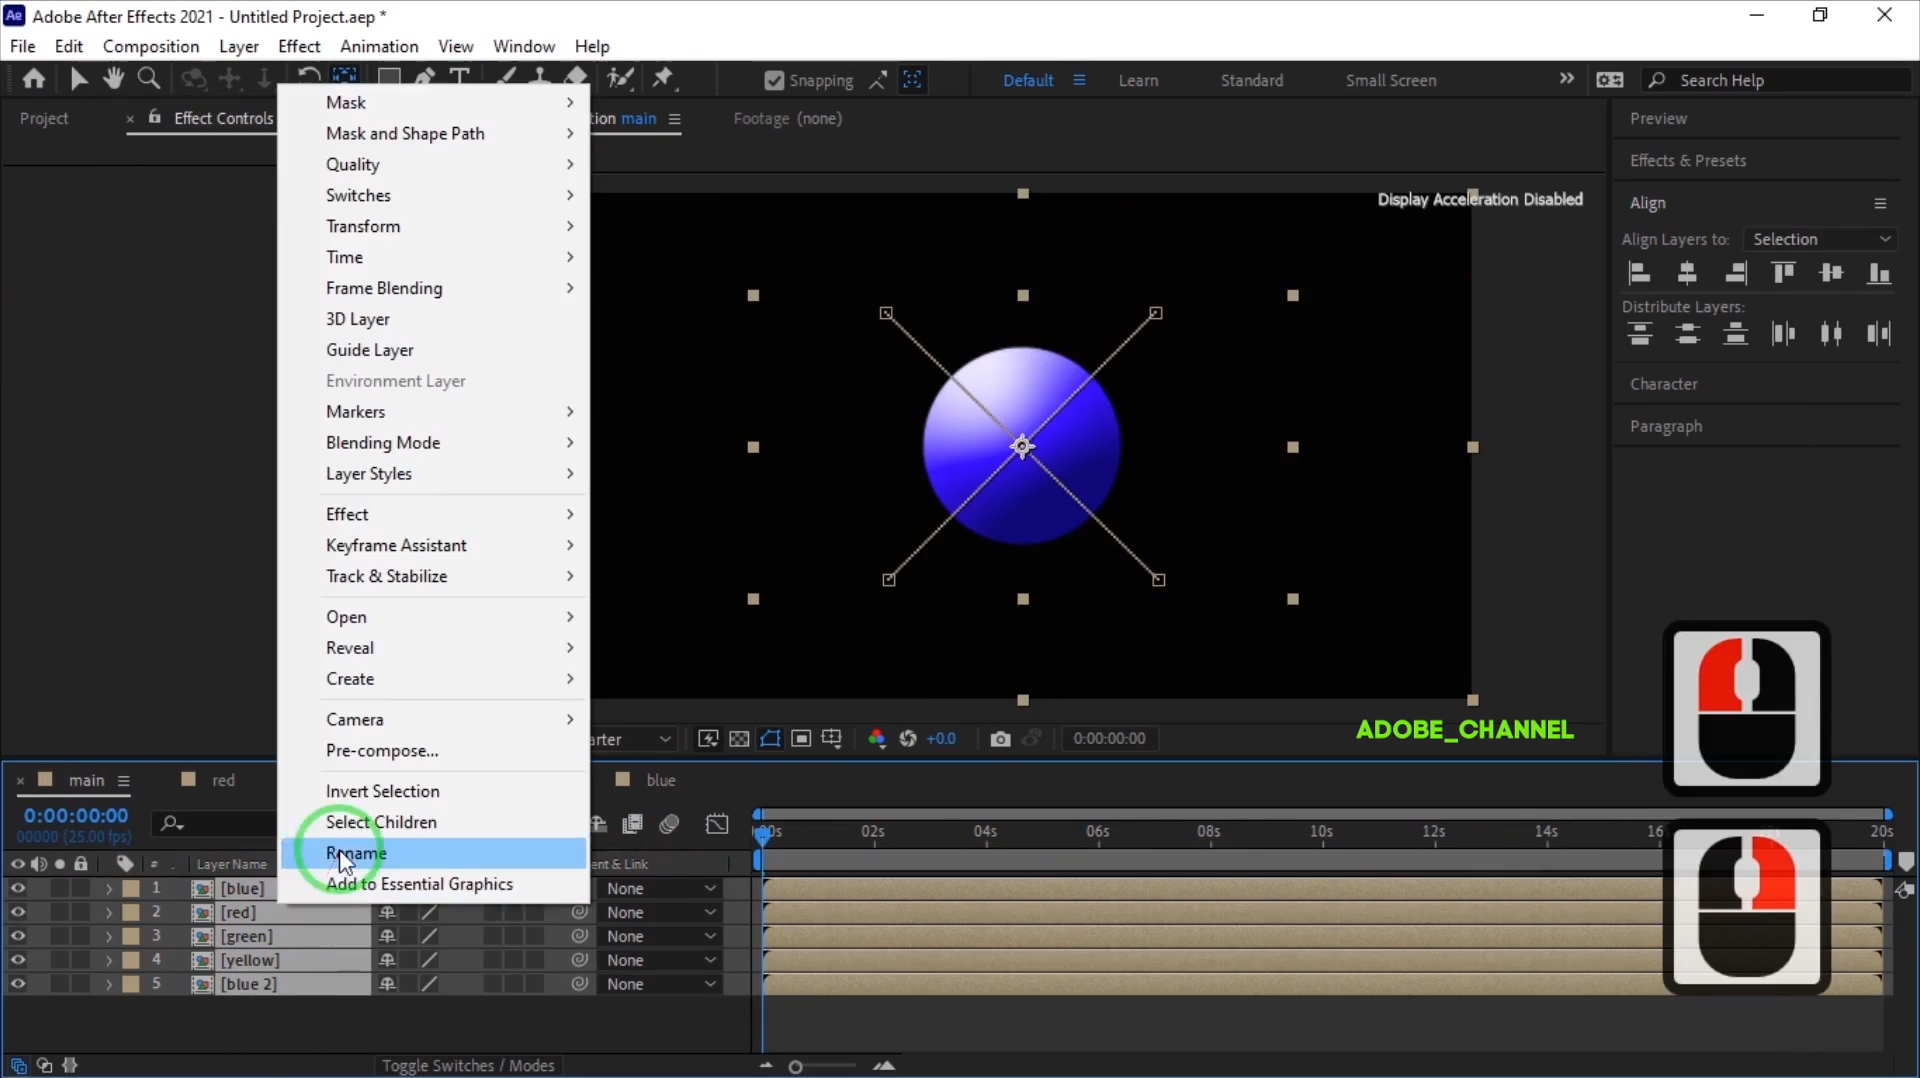 Ae Adobe After Effects 2021 - Untitled Project.aep *
File Edit Composition Layer Effect Animation View Window Help
Snapping Default Learn Standard Small Screen Search Help
Project Effect Controls tion main Footage (none)
Display Acceleration Disabled
Mask
Mask and Shape Path
Quality
Switches
Transform
Time
Frame Blending
3D Layer
Guide Layer
Environment Layer
Markers
Blending Mode
Layer Styles
Effect
Keyframe Assistant
Track & Stabilize
Open
Reveal
Create
Camera
Pre-compose...
Invert Selection
Select Children
Rename
Add to Essential Graphics
Preview
Effects & Presets
Align
Align Layers to: Selection
Distribute Layers:
Character
Paragraph
ADOBE_CHANNEL
arter +0.0 0:00:00:00
main red blue
0:00:00:00
00000 (25.00 fps)
:00s 02s 04s 06s 08s 10s 12s 14s 16 20s
# Layer Name ent & Link
1 [blue] None
2 [red] None
3 [green] None
4 [yellow] None
5 [blue 2] None
Toggle Switches / Modes